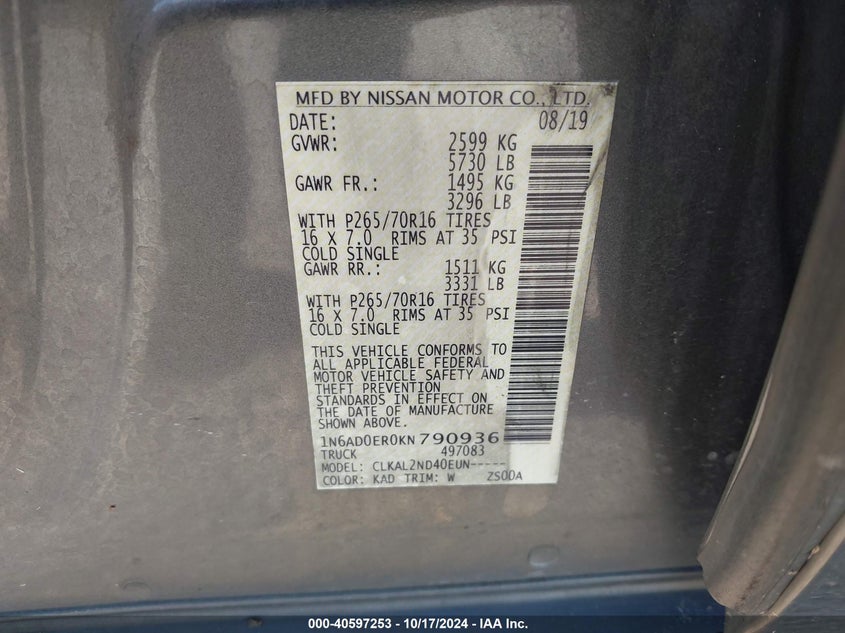 MFD BY NISSAN MOTOR CO., LTD.
DATE: 08/19
GVWR: 2599 KG
5730 LB
GAWR FR.: 1495 KG
3296 LB
WITH P265/70R16 TIRES
16 X 7.0 RIMS AT 35 PSI
COLD SINGLE
GAWR RR.: 1511 KG
3331 LB
WITH P265/70R16 TIRES
16 X 7.0 RIMS AT 35 PSI
COLD SINGLE
THIS VEHICLE CONFORMS TO
ALL APPLICABLE FEDERAL
MOTOR VEHICLE SAFETY AND
THEFT PREVENTION
STANDARDS IN EFFECT ON
THE DATE OF MANUFACTURE
SHOWN ABOVE.
1N6AD0ER0KN790936
TRUCK 497083
MODEL: CLKAL2ND40EUN-----
COLOR: KAD TRIM: W ZS00A
000-40597253 - 10/17/2024 - IAA Inc.